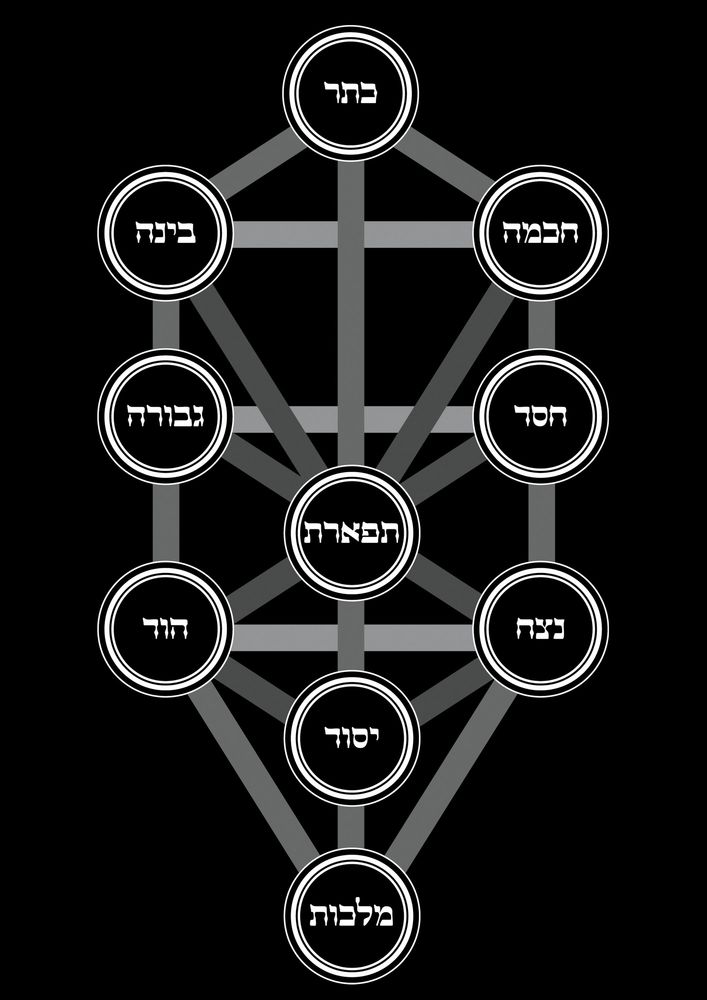 כתר
חכמה
בינה
חסד
גבורה
תפארת
נצח
הוד
יסוד
מלכות